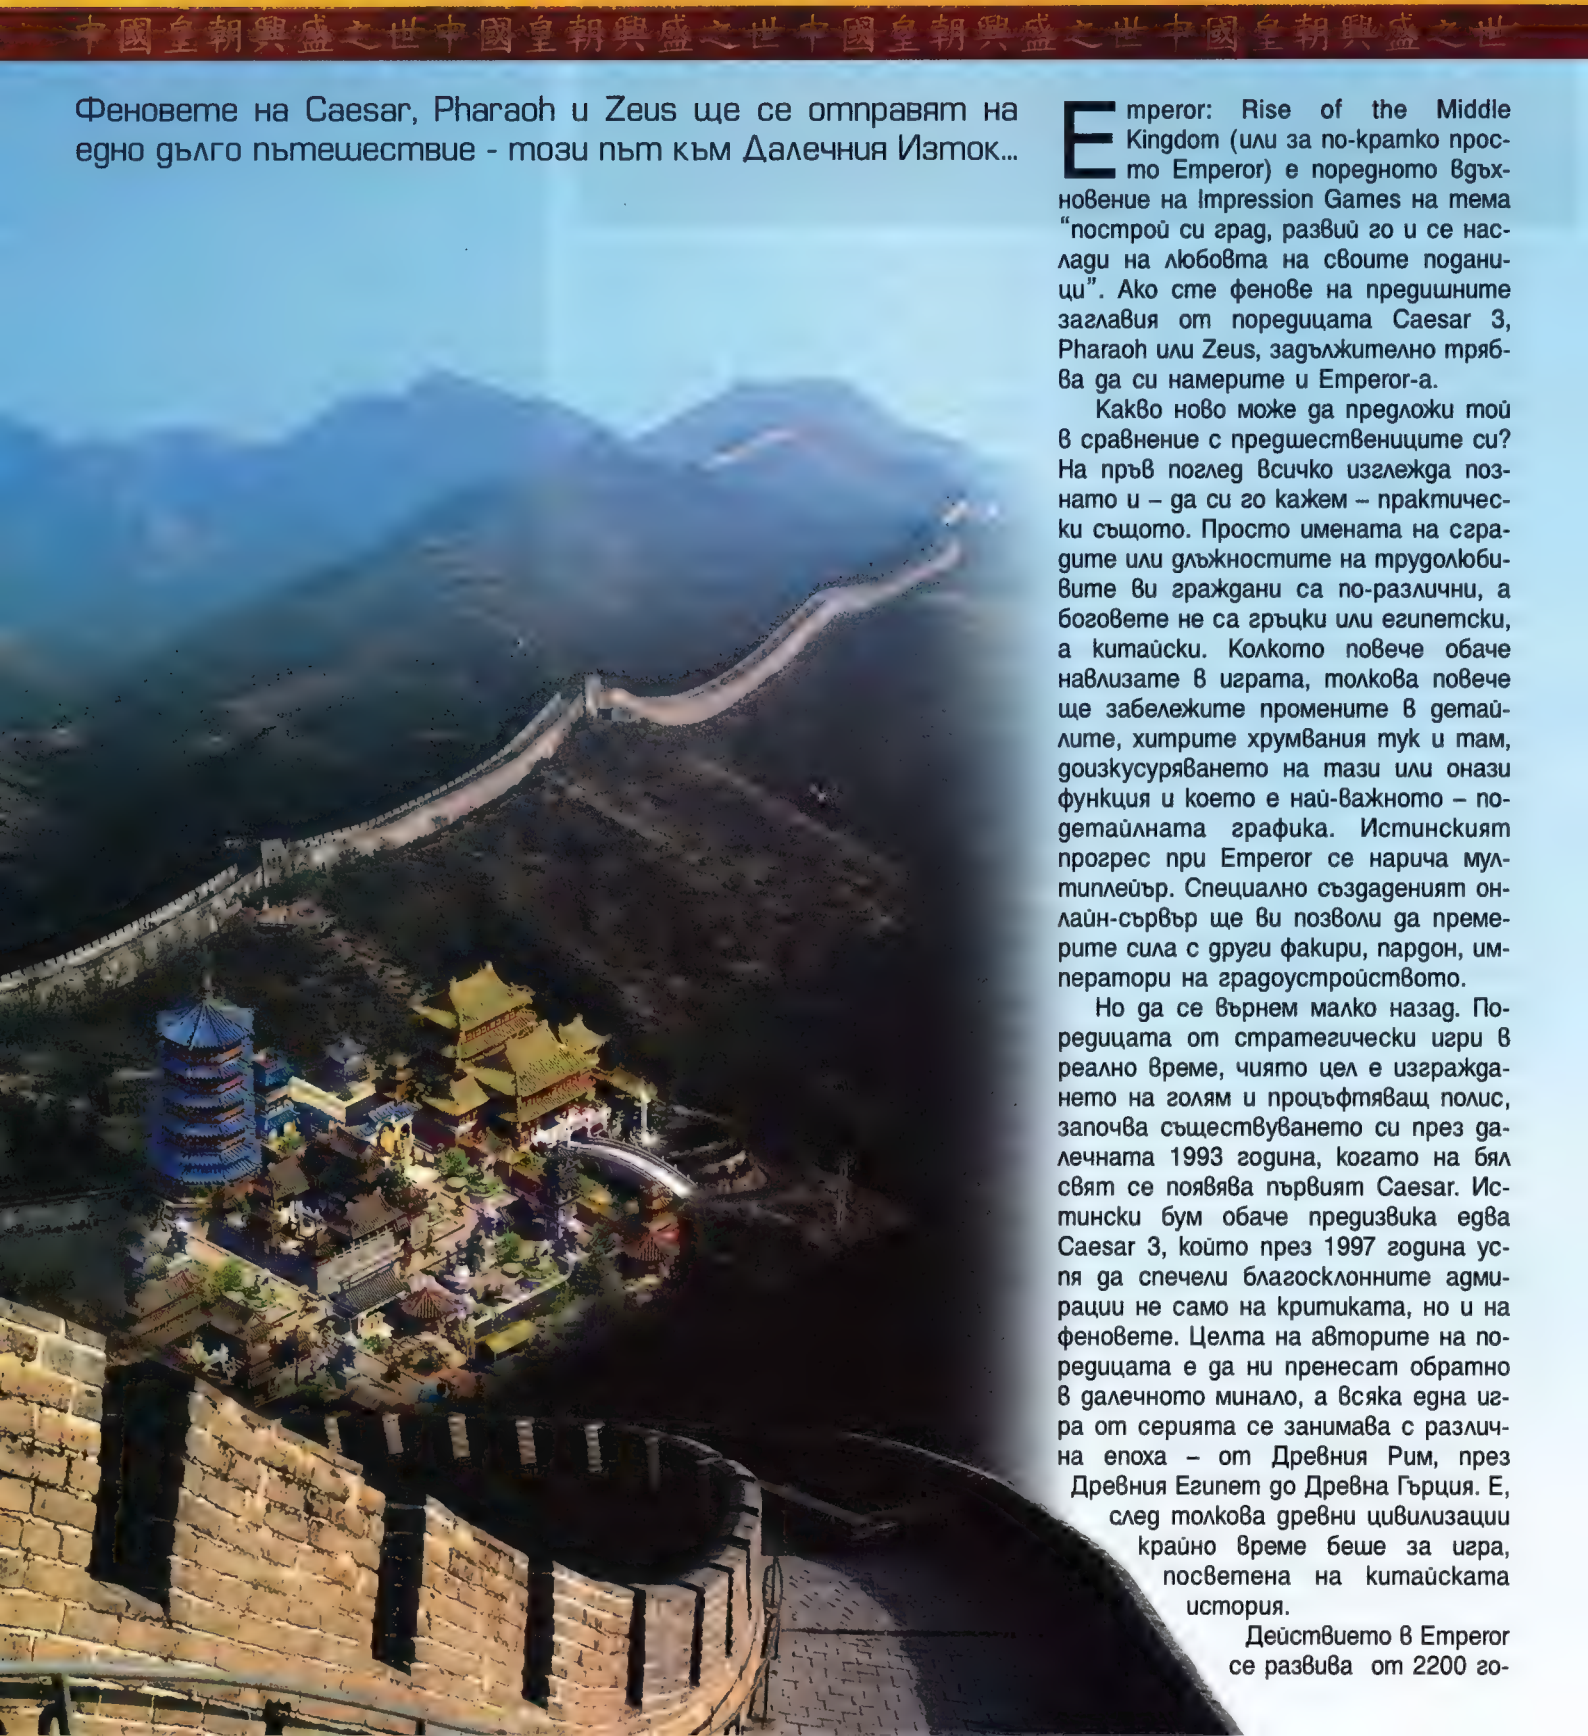 中國皇朝興盛之世中國皇朝興盛之世中國皇朝興盛之世中國皇朝興盛之世
Феновете на Caesar, Pharaoh и Zeus ще се отправят на
едно дълго пътешествие - този път към Далечния Изток...
Emperor: Rise of the Middle
Kingdom (или за по-кратко прос-
то Emperor) е поредното вдъх-
новение на Impression Games на тема
“построй си град, развий го и се нас-
лади на любовта на своите подани-
ци”. Ако сте фенове на предишните
заглавия от поредицата Caesar 3,
Pharaoh или Zeus, задължително тряб-
ва да си намерите и Emperor-а.
Какво ново може да предложи той
в сравнение с предшествениците си?
На пръв поглед всичко изглежда поз-
нато и – да си го кажем – практичес-
ки същото. Просто имената на сгра-
дите или длъжностите на трудолюби-
вите ви граждани са по-различни, а
боговете не са гръцки или египетски,
а китайски. Колкото повече обаче
навлизате в играта, толкова повече
ще забележите промените в детай-
лите, хитрите хрумвания тук и там,
доизкусуряването на тази или онази
функция и което е най-важното – по-
детайлната графика. Истинският
прогрес при Emperor се нарича мул-
типлейър. Специално създаденият он-
лайн-сървър ще ви позволи да преме-
рите сила с други факири, пардон, им-
ператори на градоустройството.
Но да се върнем малко назад. По-
редицата от стратегически игри в
реално време, чиято цел е изгражда-
нето на голям и процъфтяващ полис,
започва съществуването си през да-
лечната 1993 година, когато на бял
свят се появява първият Caesar. Ис-
тински бум обаче предизвика едва
Caesar 3, който през 1997 година ус-
пя да спечели благосклонните адми-
рации не само на критиката, но и на
феновете. Целта на авторите на по-
редицата е да ни пренесат обратно
в далечното минало, а всяка една иг-
ра от серията се занимава с различ-
на епоха – от Древния Рим, през
Древния Египет до Древна Гърция. Е,
след толкова древни цивилизации
крайно време беше за игра,
посветена на китайската
история.
Действието в Emperor
се развива от 2200 го-